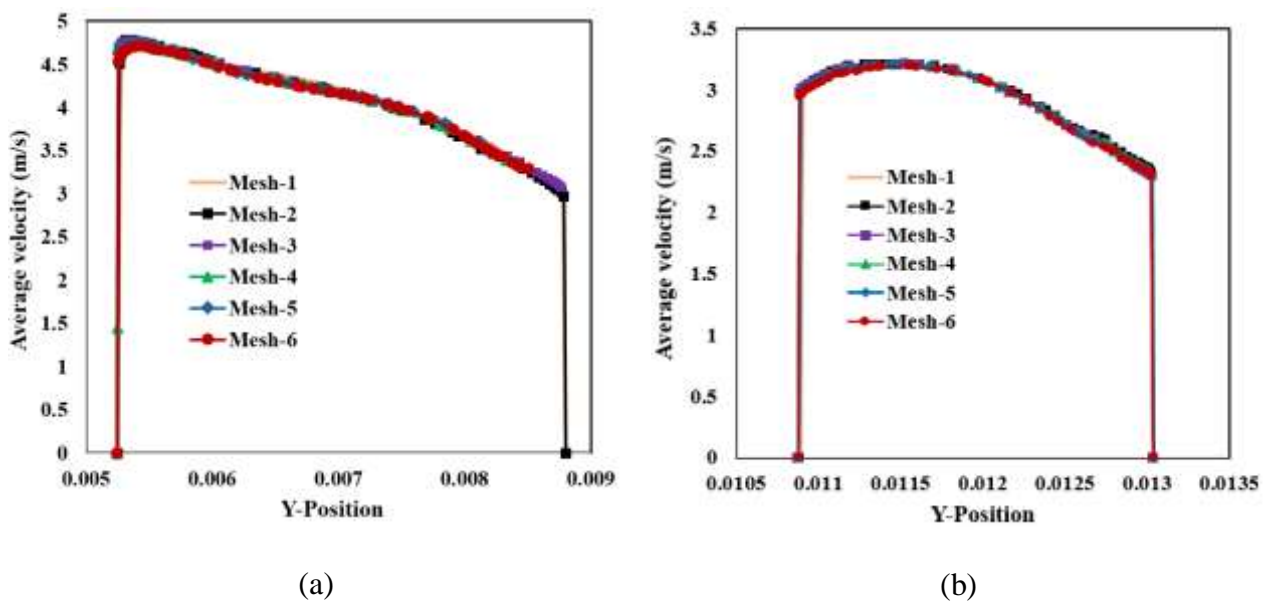 5
4.5
4
3.5
3
2.5
2
1.5
1
0.5
0
Average velocity (m/s)
Mesh-1
Mesh-2
Mesh-3
Mesh-4
Mesh-5
Mesh-6
0.005 0.006 0.007 0.008 0.009
Y-Position
(a)
3.5
3
2.5
2
1.5
1
0.5
0
Average velocity (m/s)
Mesh-1
Mesh-2
Mesh-3
Mesh-4
Mesh-5
Mesh-6
0.0105 0.011 0.0115 0.012 0.0125 0.013 0.0135
Y-Position
(b)